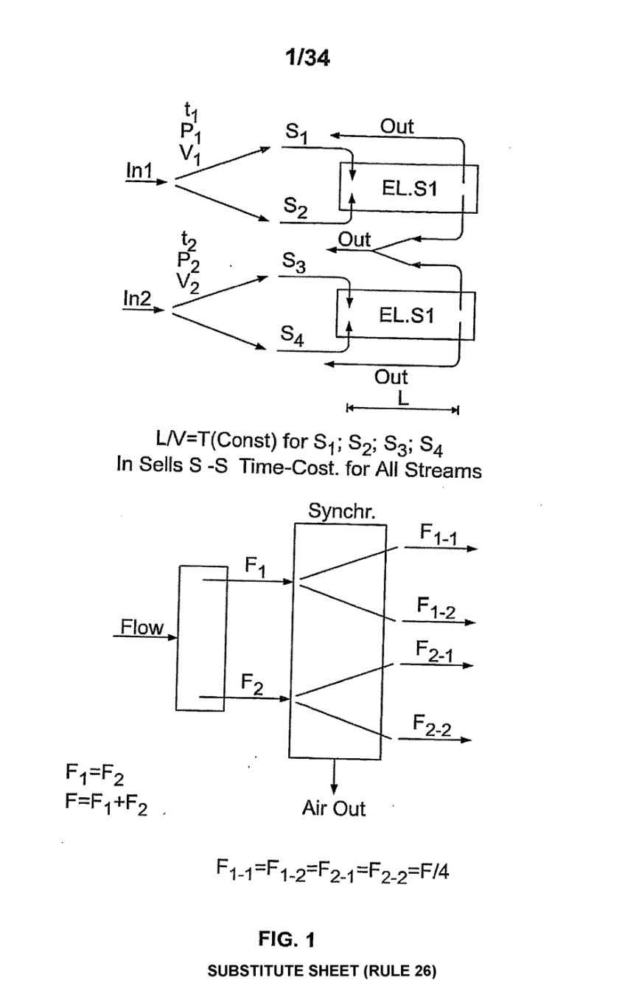 1/34
t1
P1
V1
In1
S1
Out
EL.S1
S2
Out
t2
P2
V2
In2
S3
EL.S1
S4
Out
L
L/V=T(Const) for S1; S2; S3; S4
In Sells S -S Time-Cost. for All Streams
Synchr.
F1-1
F1
F1-2
Flow
F2-1
F2
F2-2
F1=F2
F=F1+F2
Air Out
F1-1=F1-2=F2-1=F2-2=F/4
FIG. 1
SUBSTITUTE SHEET (RULE 26)